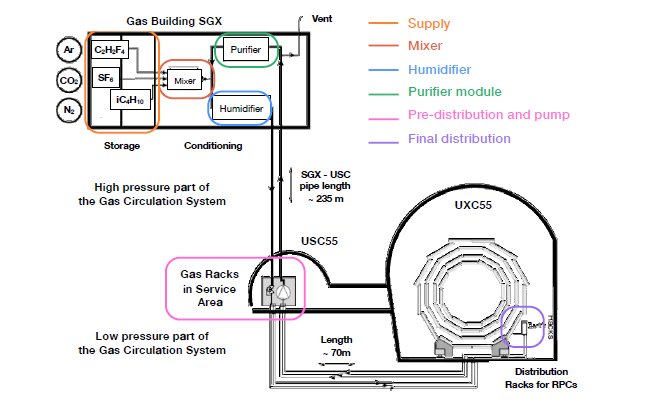 Gas Building SGX
Vent
Ar
CO₂
N₂
C₂H₂F₄
SF₆
iC₄H₁₀
Mixer
Purifier
Humidifier
Storage
Conditioning
Supply
Mixer
Humidifier
Purifier module
Pre-distribution and pump
Final distribution
High pressure part of
the Gas Circulation System
SGX - USC
pipe length
~ 235 m
UXC55
USC55
Gas Racks
in Service
Area
Racks
Low pressure part of
the Gas Circulation System
Length
~ 70m
Distribution
Racks for RPCs